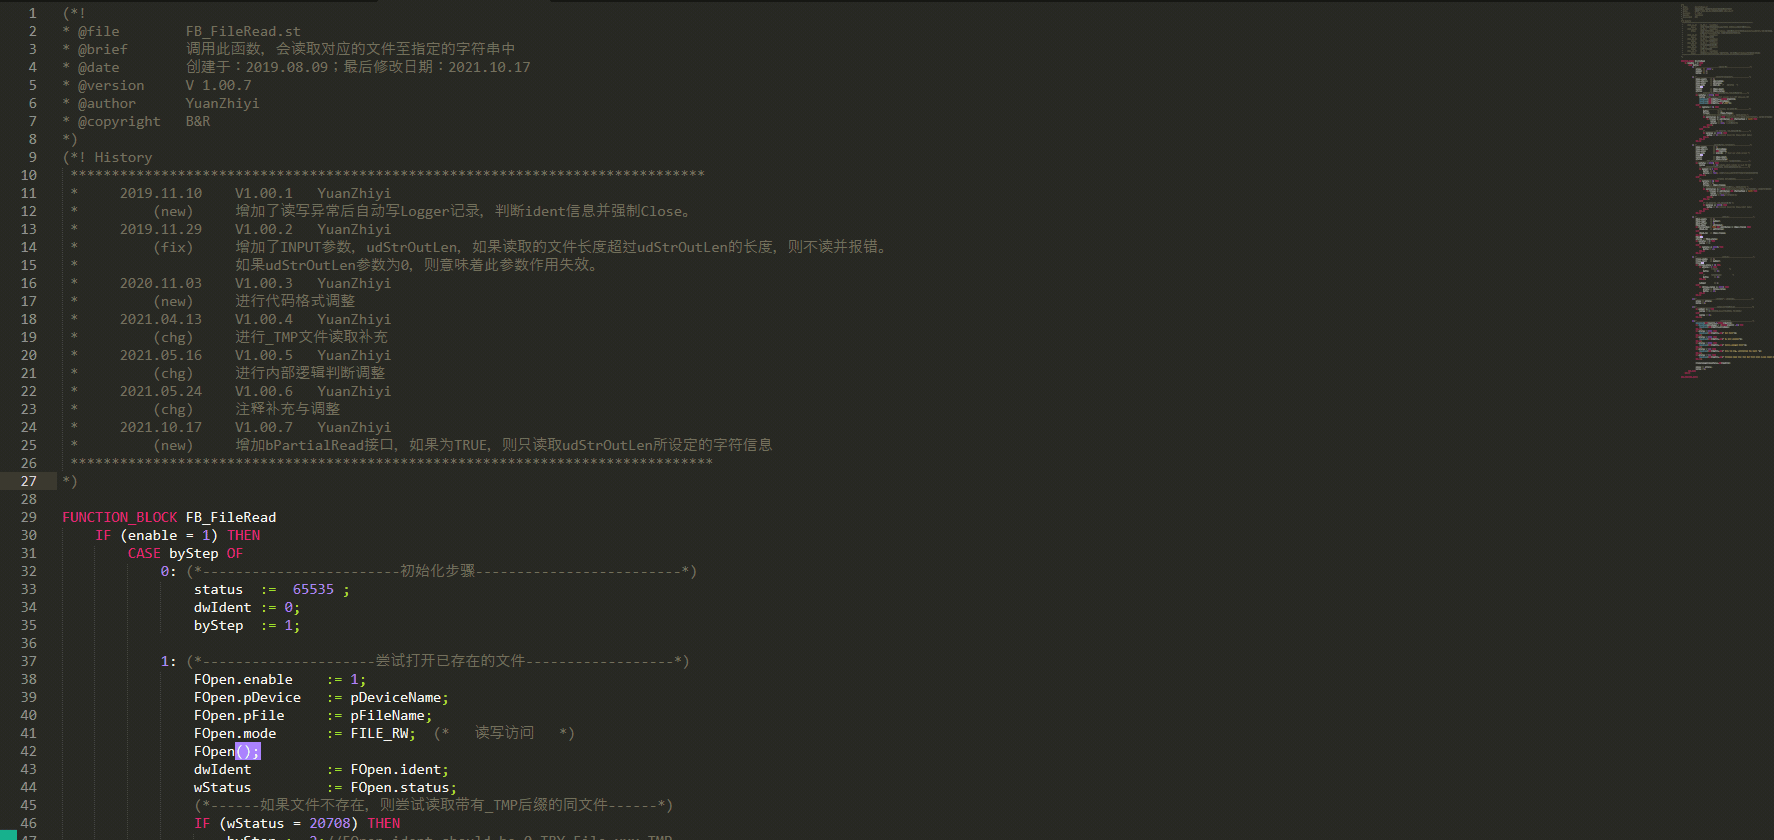 1 (*!
2 * @file FB_FileRead.st
3 * @brief 调用此函数，会读取对应的文件至指定的字符串中
4 * @date 创建于：2019.08.09；最后修改日期：2021.10.17
5 * @version V 1.00.7
6 * @author YuanZhiyi
7 * @copyright B&R
8 *)
9 (*! History
10 *****************************************************************************
11 * 2019.11.10 V1.00.1 YuanZhiyi
12 * (new) 增加了读写异常后自动写Logger记录，判断ident信息并强制Close。
13 * 2019.11.29 V1.00.2 YuanZhiyi
14 * (fix) 增加了INPUT参数，udStrOutLen，如果读取的文件长度超过udStrOutLen的长度，则不读并报错。
15 * 如果udStrOutLen参数为0，则意味着此参数作用失效。
16 * 2020.11.03 V1.00.3 YuanZhiyi
17 * (new) 进行代码格式调整
18 * 2021.04.13 V1.00.4 YuanZhiyi
19 * (chg) 进行_TMP文件读取补充
20 * 2021.05.16 V1.00.5 YuanZhiyi
21 * (chg) 进行内部逻辑判断调整
22 * 2021.05.24 V1.00.6 YuanZhiyi
23 * (chg) 注释补充与调整
24 * 2021.10.17 V1.00.7 YuanZhiyi
25 * (new) 增加bPartialRead接口，如果为TRUE，则只读取udStrOutLen所设定的字符信息
26 ******************************************************************************
27 *)
28
29 FUNCTION_BLOCK FB_FileRead
30 IF (enable = 1) THEN
31 CASE byStep OF
32 0: (*------------------------初始化步骤-------------------------*)
33 status := 65535 ;
34 dwIdent := 0;
35 byStep := 1;
36
37 1: (*---------------------尝试打开已存在的文件------------------*)
38 FOpen.enable := 1;
39 FOpen.pDevice := pDeviceName;
40 FOpen.pFile := pFileName;
41 FOpen.mode := FILE_RW; (* 读写访问 *)
42 FOpen();
43 dwIdent := FOpen.ident;
44 wStatus := FOpen.status;
45 (*------如果文件不存在，则尝试读取带有_TMP后缀的同文件------*)
46 IF (wStatus = 20708) THEN